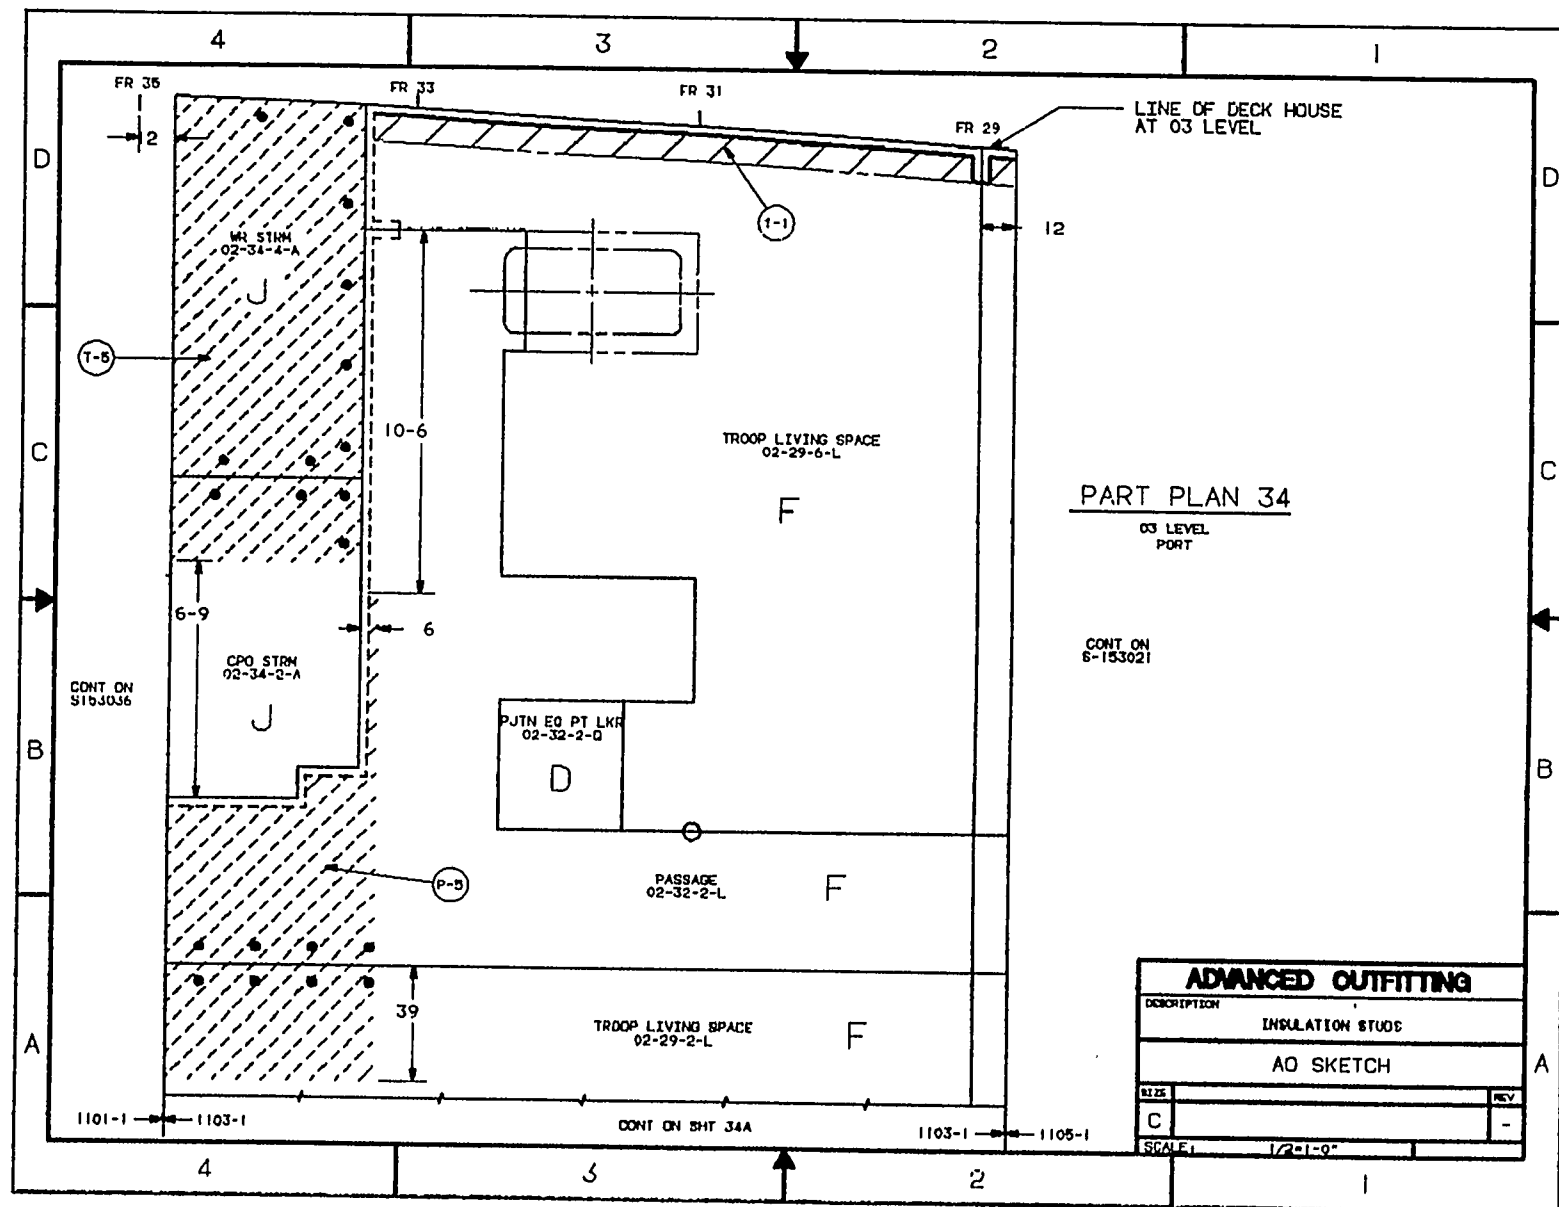 4 3 2 1
FR 35
FR 33
FR 31
FR 29
LINE OF DECK HOUSE
AT 03 LEVEL
D
D
2
1-1
12
WR STRM
02-34-4-A
J
T-5
10-6
C
C
TROOP LIVING SPACE
02-29-6-L
F
PART PLAN 34
03 LEVEL
PORT
6-9
6
CPO STRM
02-34-2-A
J
CONT ON
S153036
CONT ON
S-153021
PJTN EQ PT LKR
02-32-2-Q
D
B
B
P-5
PASSAGE
02-32-2-L
F
39
TROOP LIVING SPACE
02-29-2-L
F
A
A
ADVANCED OUTFITTING
DESCRIPTION
INSULATION STUDS
AO SKETCH
SIZE
REV
C
-
SCALE:
1/2=1-0"
1101-1
1103-1
CONT ON SHT 34A
1103-1
1105-1
4 3 2 1